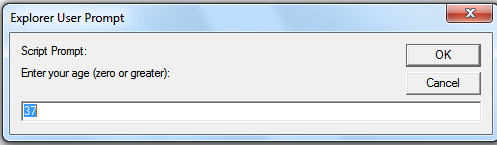 Explorer User Prompt
Script Prompt:
OK
Enter your age (zero or greater):
Cancel
37